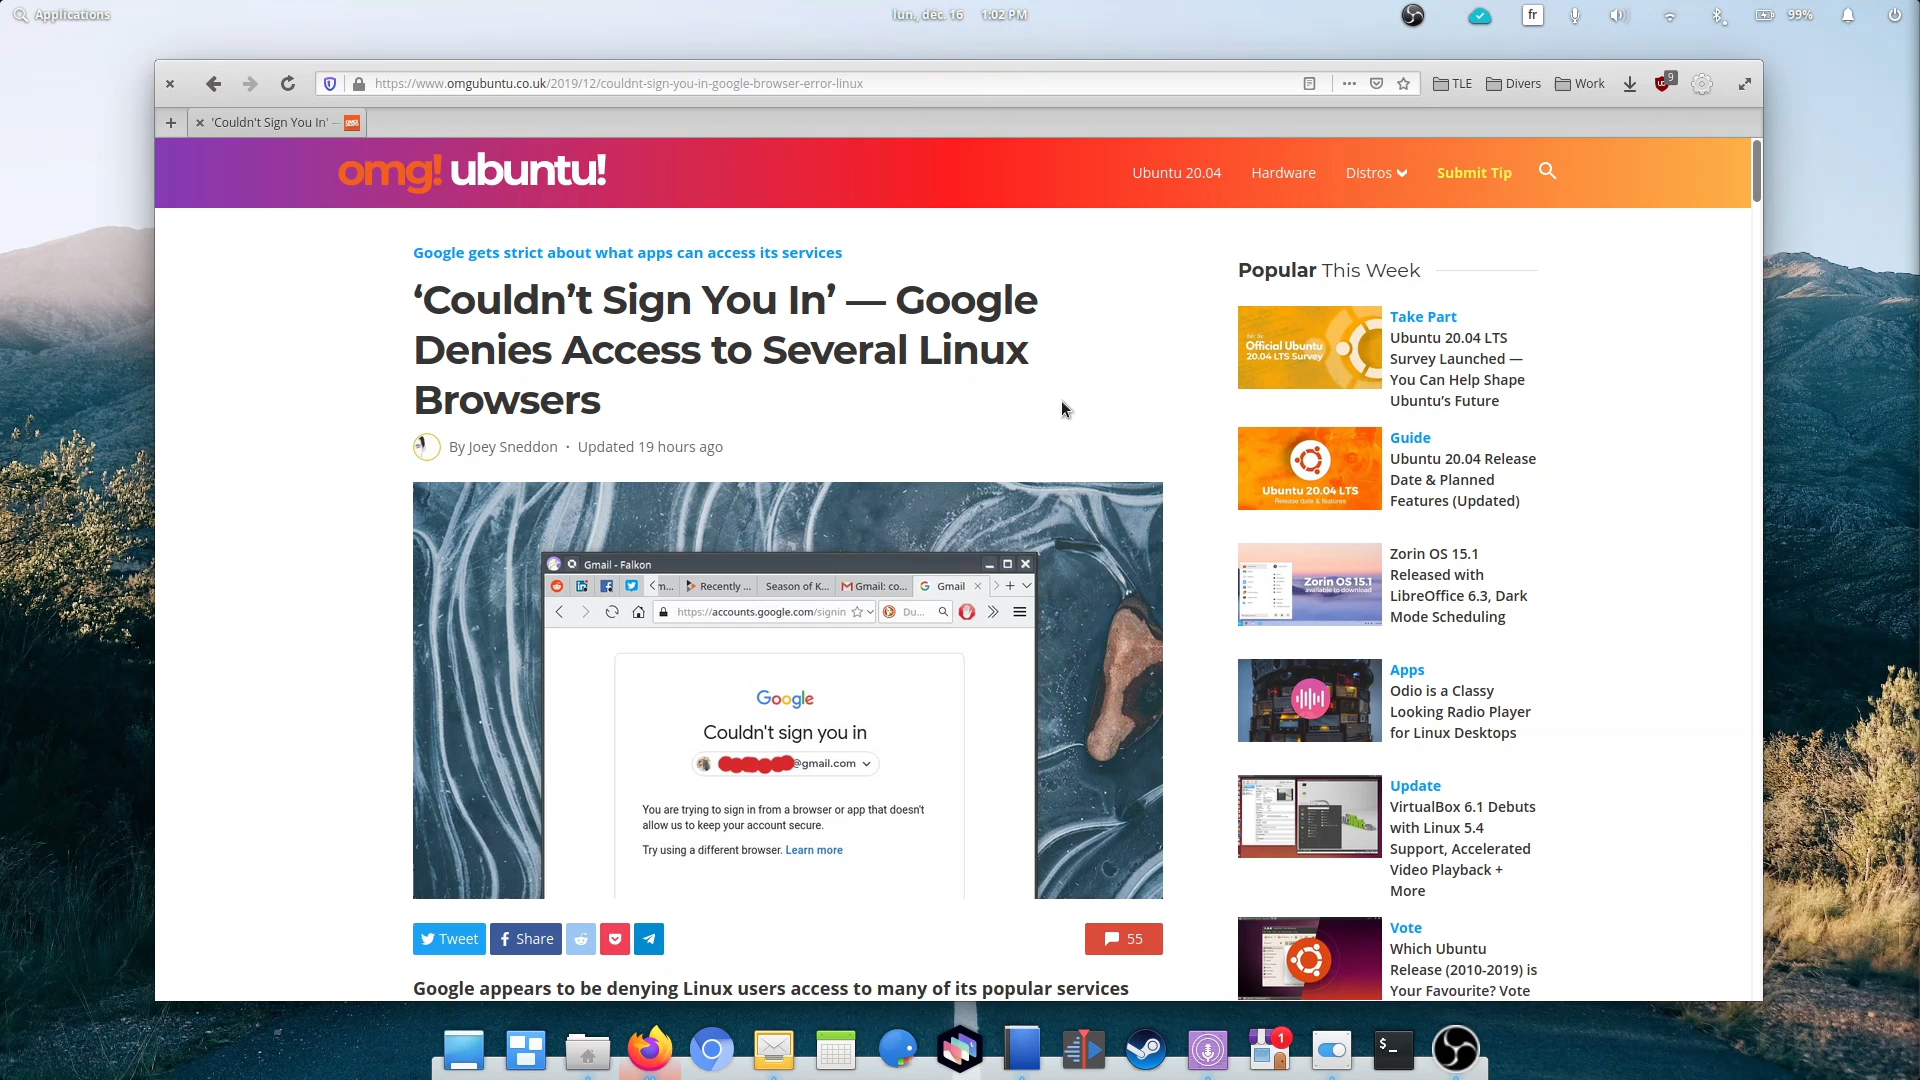 Applications
lun, déc. 16 1:02 PM
fr
99%
https://www.omgubuntu.co.uk/2019/12/couldnt-sign-you-in-google-browser-error-linux
TLE
Divers
Work
9
'Couldn't Sign You In' —
omg! ubuntu!
Ubuntu 20.04
Hardware
Distros
Submit Tip
Google gets strict about what apps can access its services
‘Couldn’t Sign You In’ — Google
Denies Access to Several Linux
Browsers
By Joey Sneddon · Updated 19 hours ago
Gmail - Falkon
m...
Recently ...
Season of K...
Gmail: co...
Gmail
https://accounts.google.com/signin
Du...
Google
Couldn't sign you in
@gmail.com
You are trying to sign in from a browser or app that doesn't
allow us to keep your account secure.
Try using a different browser. Learn more
Tweet
Share
55
Google appears to be denying Linux users access to many of its popular services
Popular This Week
Official Ubuntu
20.04 LTS Survey
Take Part
Ubuntu 20.04 LTS
Survey Launched —
You Can Help Shape
Ubuntu’s Future
Ubuntu 20.04 LTS
Release date & features
Guide
Ubuntu 20.04 Release
Date & Planned
Features (Updated)
Zorin OS 15.1
available to download
Zorin OS 15.1
Released with
LibreOffice 6.3, Dark
Mode Scheduling
Apps
Odio is a Classy
Looking Radio Player
for Linux Desktops
Update
VirtualBox 6.1 Debuts
with Linux 5.4
Support, Accelerated
Video Playback +
More
Vote
Which Ubuntu
Release (2010-2019) is
Your Favourite? Vote
1
$_